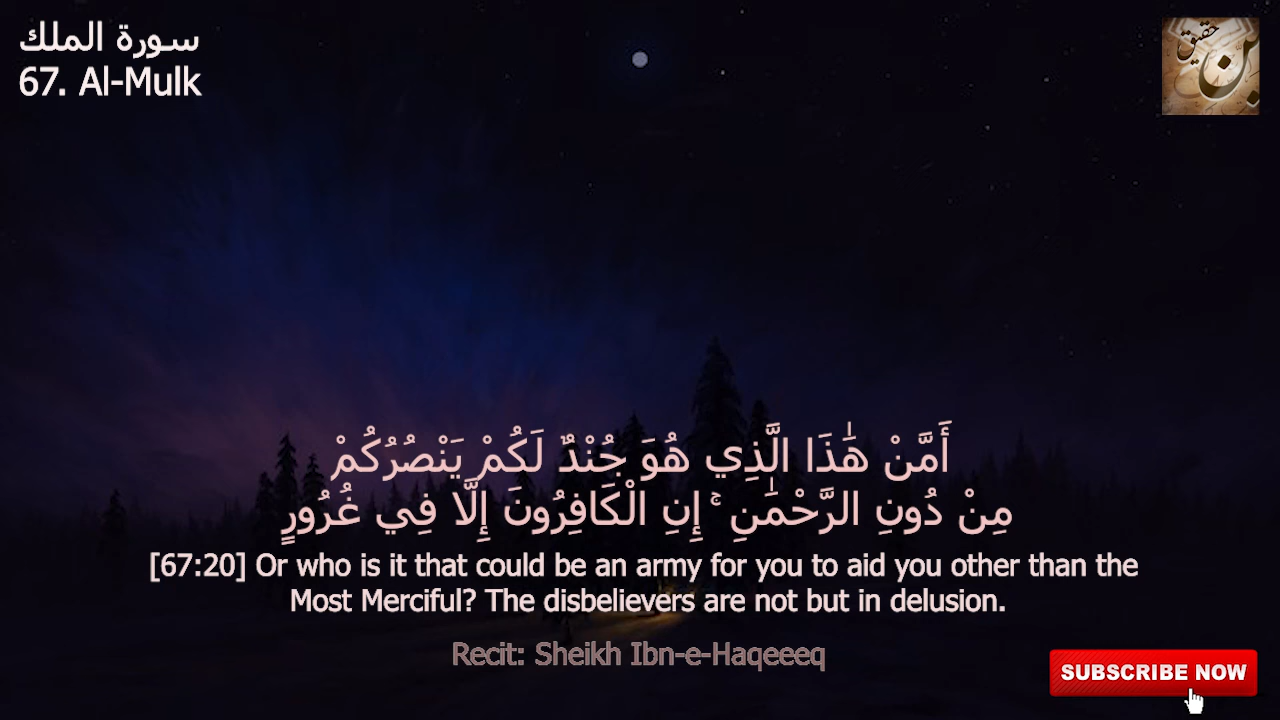 سورة الملك
67. Al-Mulk
حقیق
بن
أَمَّنْ هَٰذَا الَّذِي هُوَ جُنْدٌ لَكُمْ يَنْصُرُكُمْ
مِنْ دُونِ الرَّحْمَٰنِ ۚ إِنِ الْكَافِرُونَ إِلَّا فِي غُرُورٍ
[67:20] Or who is it that could be an army for you to aid you other than the
Most Merciful? The disbelievers are not but in delusion.
Recit: Sheikh Ibn-e-Haqeeeq
SUBSCRIBE NOW